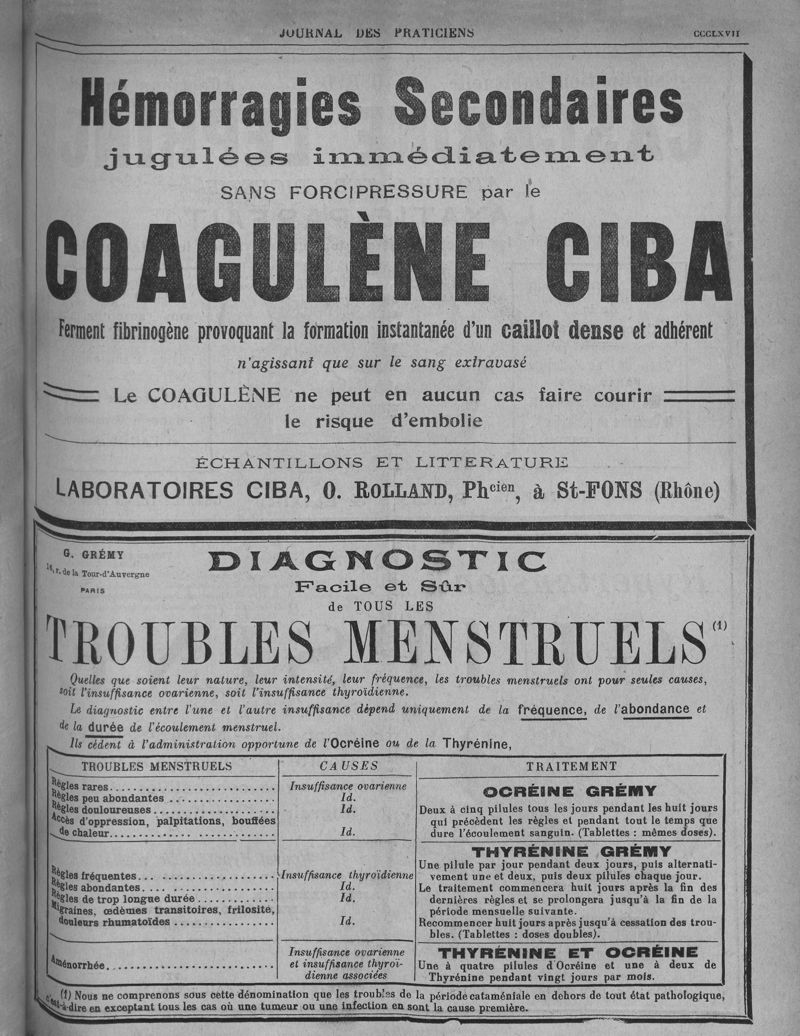 JOURNAL DES PRATICIENS CCCLXVII
Hémorragies Secondaires
jugulées immédiatement
SANS FORCIPRESSURE par le
COAGULÈNE CIBA
Ferment fibrinogène provoquant la formation instantanée d'un caillot dense et adhérent
n'agissant que sur le sang extravasé
Le COAGULÈNE ne peut en aucun cas faire courir
le risque d'embolie
ÉCHANTILLONS ET LITTERATURE
LABORATOIRES CIBA, O. ROLLAND, Phcien, à St-FONS (Rhône)
G. GRÉMY
14, r. de la Tour-d'Auvergne
PARIS
DIAGNOSTIC
Facile et Sûr
de TOUS LES
TROUBLES MENSTRUELS (1)
Quelles que soient leur nature, leur intensité, leur fréquence, les troubles menstruels ont pour seules causes,
soit l'insuffisance ovarienne, soit l'insuffisance thyroïdienne.
Le diagnostic entre l'une et l'autre insuffisance dépend uniquement de la fréquence, de l'abondance et
de la durée de l'écoulement menstruel.
Ils cèdent à l'administration opportune de l'Ocréine ou de la Thyrénine,
TROUBLES MENSTRUELS CAUSES TRAITEMENT
Règles rares Insuffisance ovarienne
Règles peu abondantes Id.
Règles douloureuses Id.
Accès d'oppression, palpitations, bouffées
de chaleur Id.
OCRÉINE GRÉMY
Deux à cinq pilules tous les jours pendant les huit jours
qui précèdent les règles et pendant tout le temps que
dure l'écoulement sanguin. (Tablettes : mêmes doses).
Règles fréquentes Insuffisance thyroïdienne
Règles abondantes Id.
Règles de trop longue durée Id.
Migraines, œdèmes transitoires, frilosité,
douleurs rhumatoïdes Id.
THYRÉNINE GRÉMY
Une pilule par jour pendant deux jours, puis alternati-
vement une et deux, puis deux pilules chaque jour.
Le traitement commencera huit jours après la fin des
dernières règles et se prolongera jusqu'à la fin de la
période mensuelle suivante.
Recommencer huit jours après jusqu'à cessation des trou-
bles. (Tablettes : doses doubles).
Aménorrhée
Insuffisance ovarienne
et insuffisance thyroï-
dienne associées
THYRÉNINE ET OCRÉINE
Une à quatre pilules d'Ocréine et une à deux de
Thyrénine pendant vingt jours par mois.
(1) Nous ne comprenons sous cette dénomination que les troubles de la période cataméniale en dehors de tout état pathologique,
c'est-à-dire en exceptant tous les cas où une tumeur ou une infection en sont la cause première.